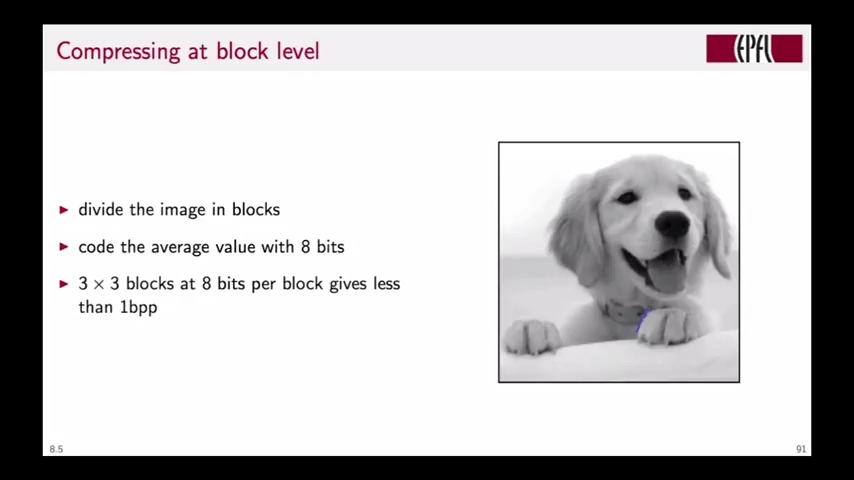 Compressing at block level
EPFL
▶ divide the image in blocks
▶ code the average value with 8 bits
▶ 3 × 3 blocks at 8 bits per block gives less
than 1bpp
8.5
91